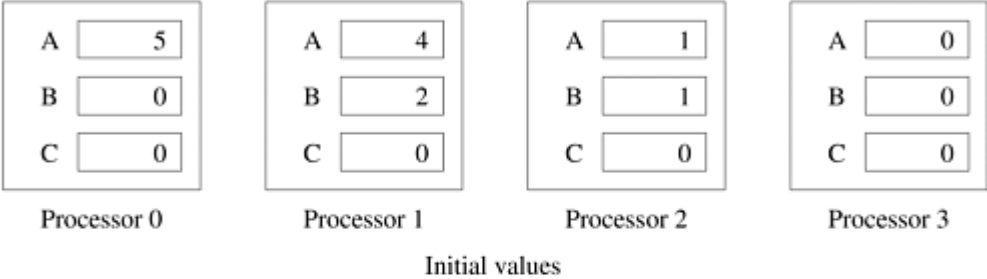 A 5 A 4 A 1 A 0
B 0 B 2 B 1 B 0
C 0 C 0 C 0 C 0
Processor 0 Processor 1 Processor 2 Processor 3
Initial values